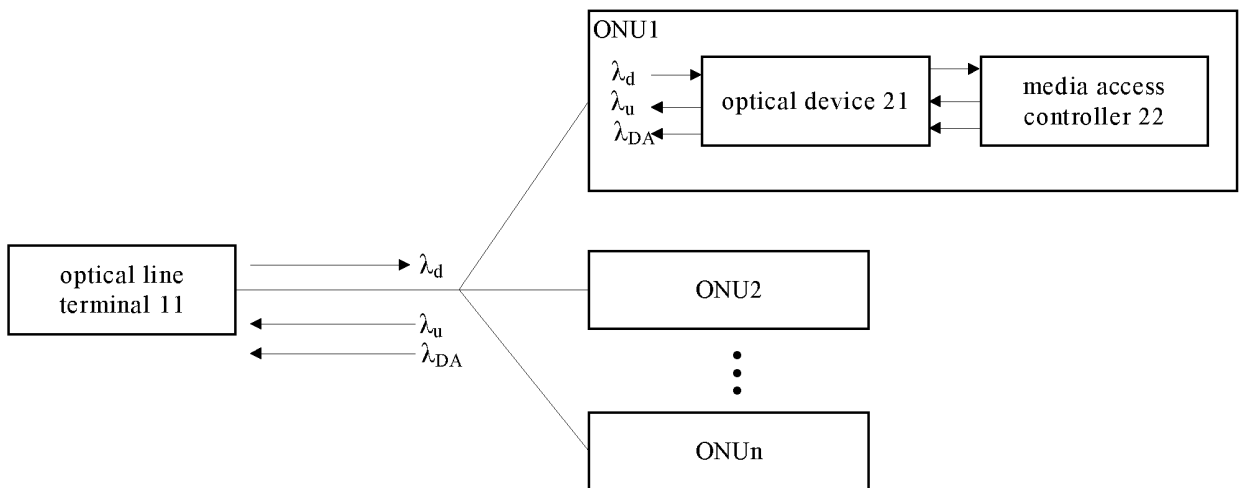 ONU1
λd
λu
λDA
optical device 21
media access
controller 22
optical line
terminal 11
λd
λu
λDA
ONU2
ONUn